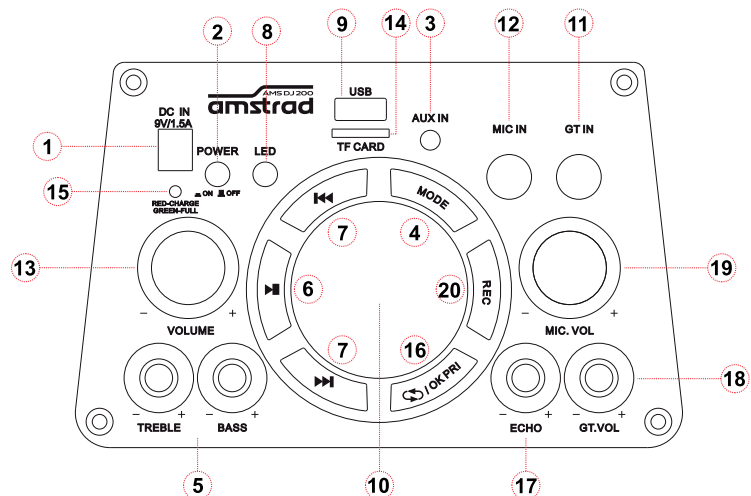 2
8
9
14
3
12
11
AMS DJ 200
amstrad
USB
TF CARD
AUX IN
MIC IN
GT IN
DC IN
9V/1.5A
1
POWER
LED
ON OFF
15
RED-CHARGE
GREEN-FULL
MODE
7
4
13
6
20
REC
19
VOLUME
MIC. VOL
- +
- +
7
16
/ OK PRI
18
- +
- +
- +
- +
TREBLE
BASS
ECHO
GT.VOL
5
10
17